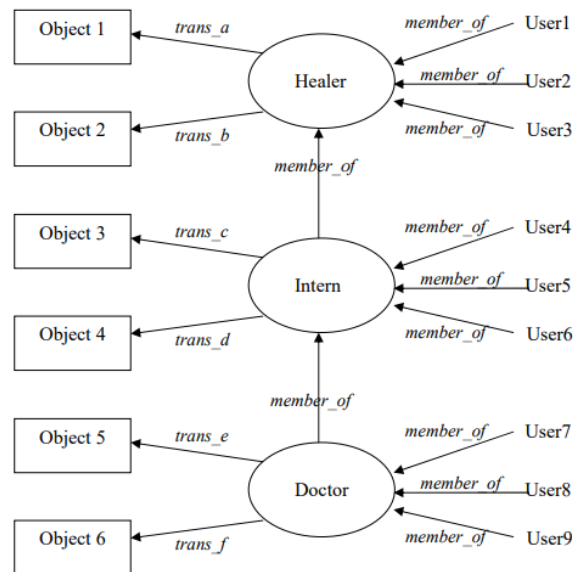 Object 1
trans_a
member_of
User1
Healer
member_of
User2
Object 2
trans_b
member_of
User3
member_of
Object 3
trans_c
member_of
User4
Intern
member_of
User5
Object 4
trans_d
member_of
User6
member_of
Object 5
trans_e
member_of
User7
Doctor
member_of
User8
Object 6
trans_f
member_of
User9